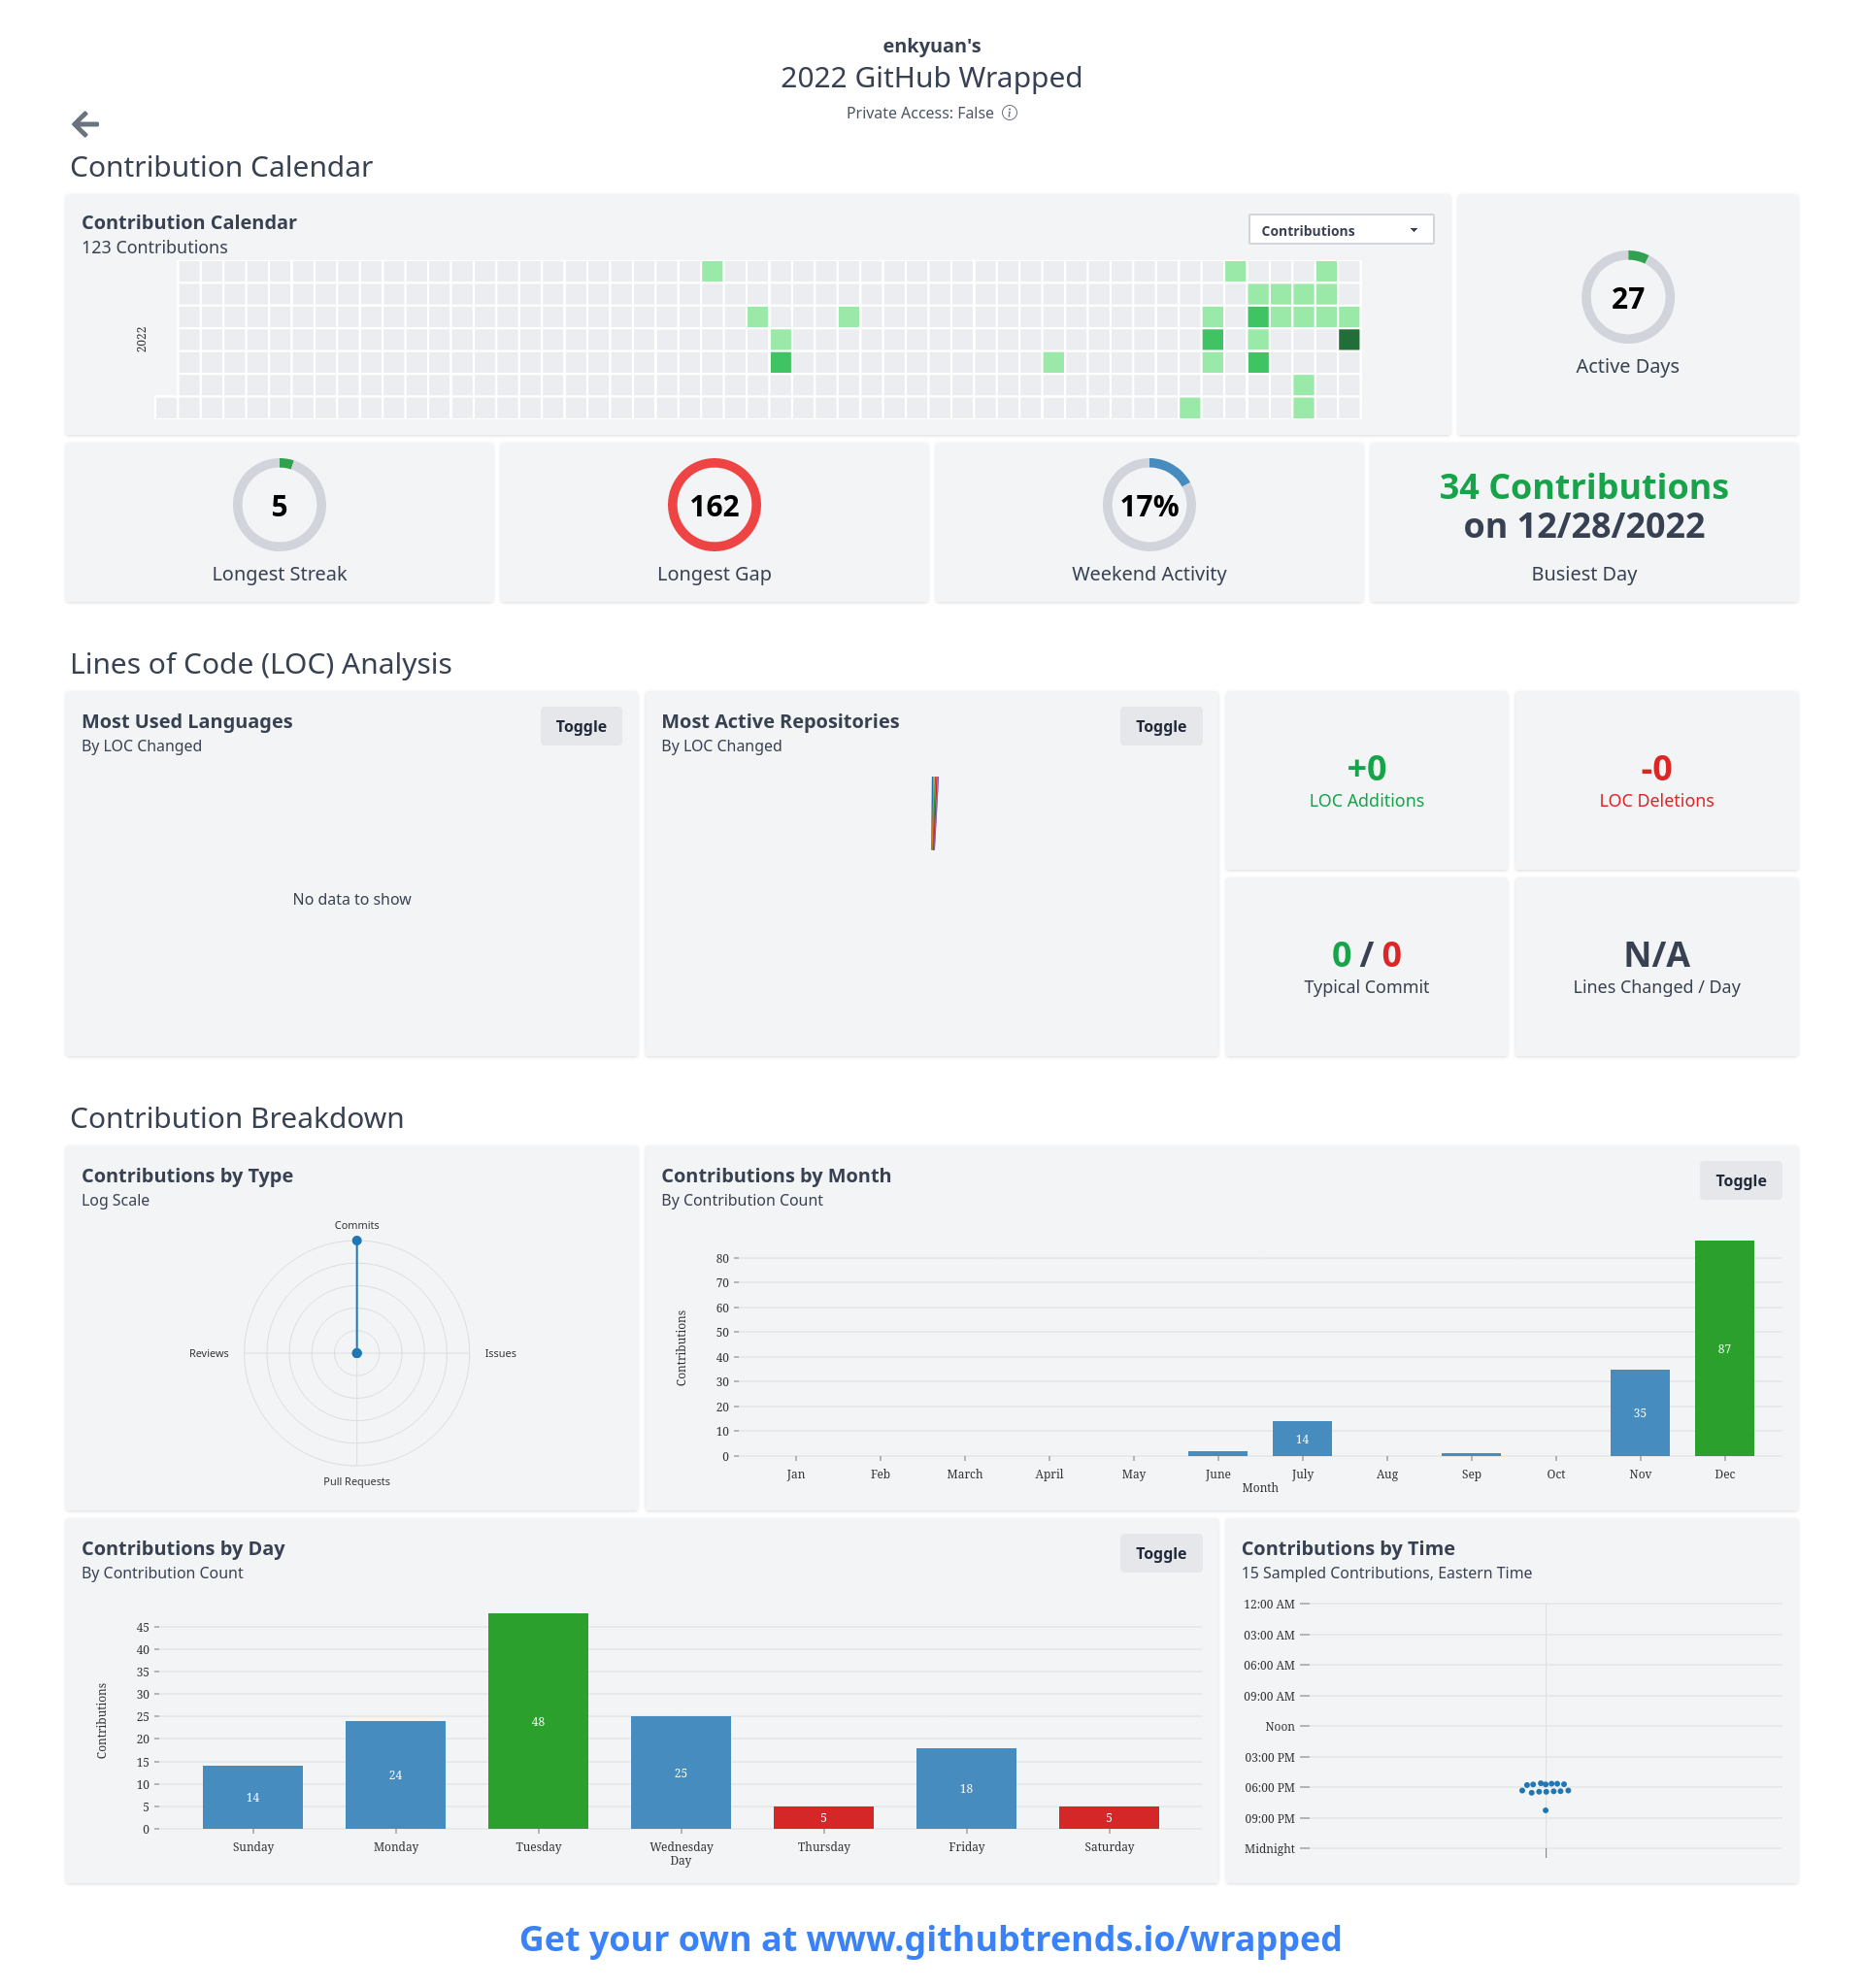 enkyuan's
2022 GitHub Wrapped
Private Access: False
Contribution Calendar
Contribution Calendar
123 Contributions
Contributions
2022
27
Active Days
5
Longest Streak
162
Longest Gap
17%
Weekend Activity
34 Contributions
on 12/28/2022
Busiest Day
Lines of Code (LOC) Analysis
Most Used Languages
By LOC Changed
Toggle
No data to show
Most Active Repositories
By LOC Changed
Toggle
+0
LOC Additions
-0
LOC Deletions
0 / 0
Typical Commit
N/A
Lines Changed / Day
Contribution Breakdown
Contributions by Type
Log Scale
Commits
Reviews
Issues
Pull Requests
Contributions by Month
By Contribution Count
Toggle
Contributions
80
70
60
50
40
30
20
10
0
14
35
87
Jan Feb March April May June July Aug Sep Oct Nov Dec
Month
Contributions by Day
By Contribution Count
Toggle
Contributions
45
40
35
30
25
20
15
10
5
0
14
24
48
25
5
18
5
Sunday Monday Tuesday Wednesday Thursday Friday Saturday
Day
Contributions by Time
15 Sampled Contributions, Eastern Time
12:00 AM
03:00 AM
06:00 AM
09:00 AM
Noon
03:00 PM
06:00 PM
09:00 PM
Midnight
Get your own at www.githubtrends.io/wrapped